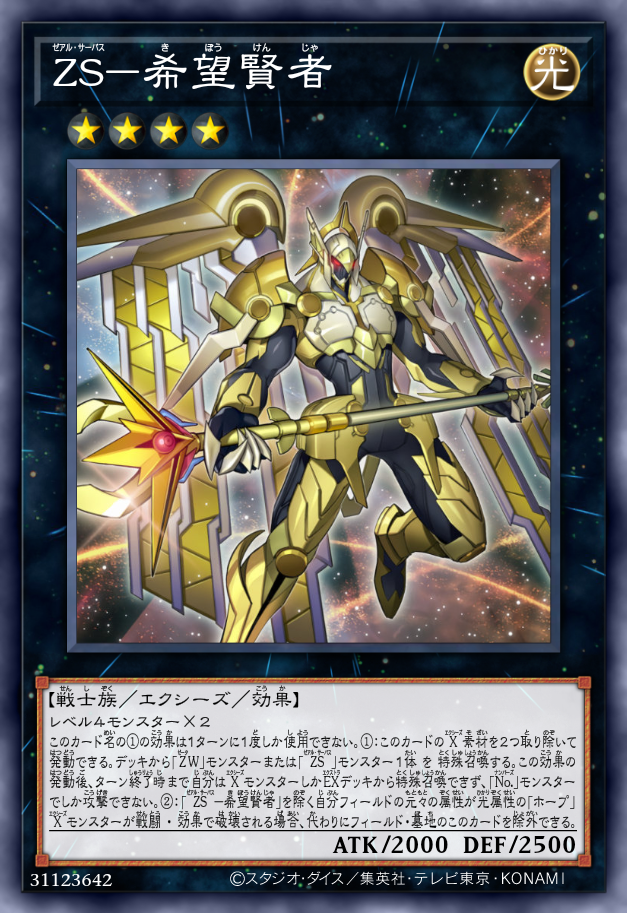 ZS－希望賢者
光
【戦士族／エクシーズ／効果】
レベル４モンスター×２
このカード名の①の効果は１ターンに１度しか使用できない。①：このカードのＸ素材を２つ取り除いて
発動できる。デッキから「ZW」モンスターまたは「ZS」モンスター１体を特殊召喚する。この効果の
発動後、ターン終了時まで自分はＸモンスターしかEXデッキから特殊召喚できず、「No.」モンスター
でしか攻撃できない。②：「ZS－希望賢者」を除く自分フィールドの元々の属性が光属性の「ホープ」
Ｘモンスターが戦闘・効果で破壊される場合、代わりにフィールド・墓地のこのカードを除外できる。
ATK/2000 DEF/2500
31123642
©スタジオ・ダイス／集英社・テレビ東京・KONAMI